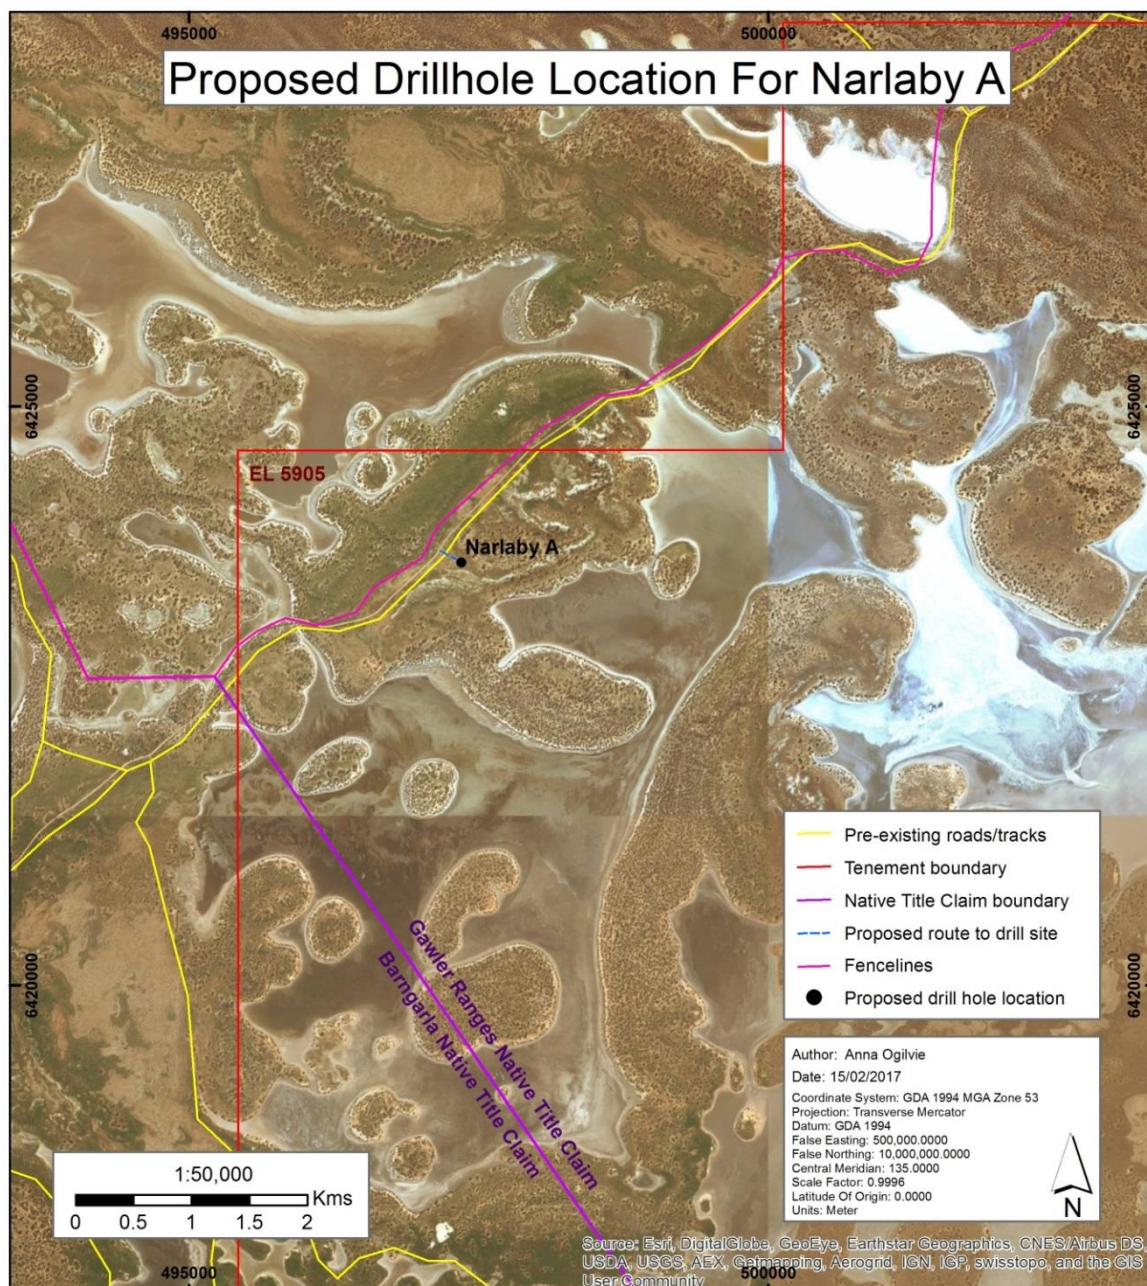 495000
500000
Proposed Drillhole Location For Narlaby A
6425000
6425000
EL 5905
Narlaby A
Pre-existing roads/tracks
Tenement boundary
Native Title Claim boundary
Proposed route to drill site
Fencelines
Proposed drill hole location
Gawler Ranges Native Title Claim
Barngarla Native Title Claim
6420000
6420000
Author: Anna Ogilvie
Date: 15/02/2017
Coordinate System: GDA 1994 MGA Zone 53
Projection: Transverse Mercator
Datum: GDA 1994
False Easting: 500,000.0000
False Northing: 10,000,000.0000
Central Meridian: 135.0000
Scale Factor: 0.9996
Latitude Of Origin: 0.0000
Units: Meter
N
1:50,000
Kms
0 0.5 1 1.5 2
Source: Esri, DigitalGlobe, GeoEye, Earthstar Geographics, CNES/Airbus DS,
USDA, USGS, AEX, Getmapping, Aerogrid, IGN, IGP, swisstopo, and the GIS
User Community
495000
500000